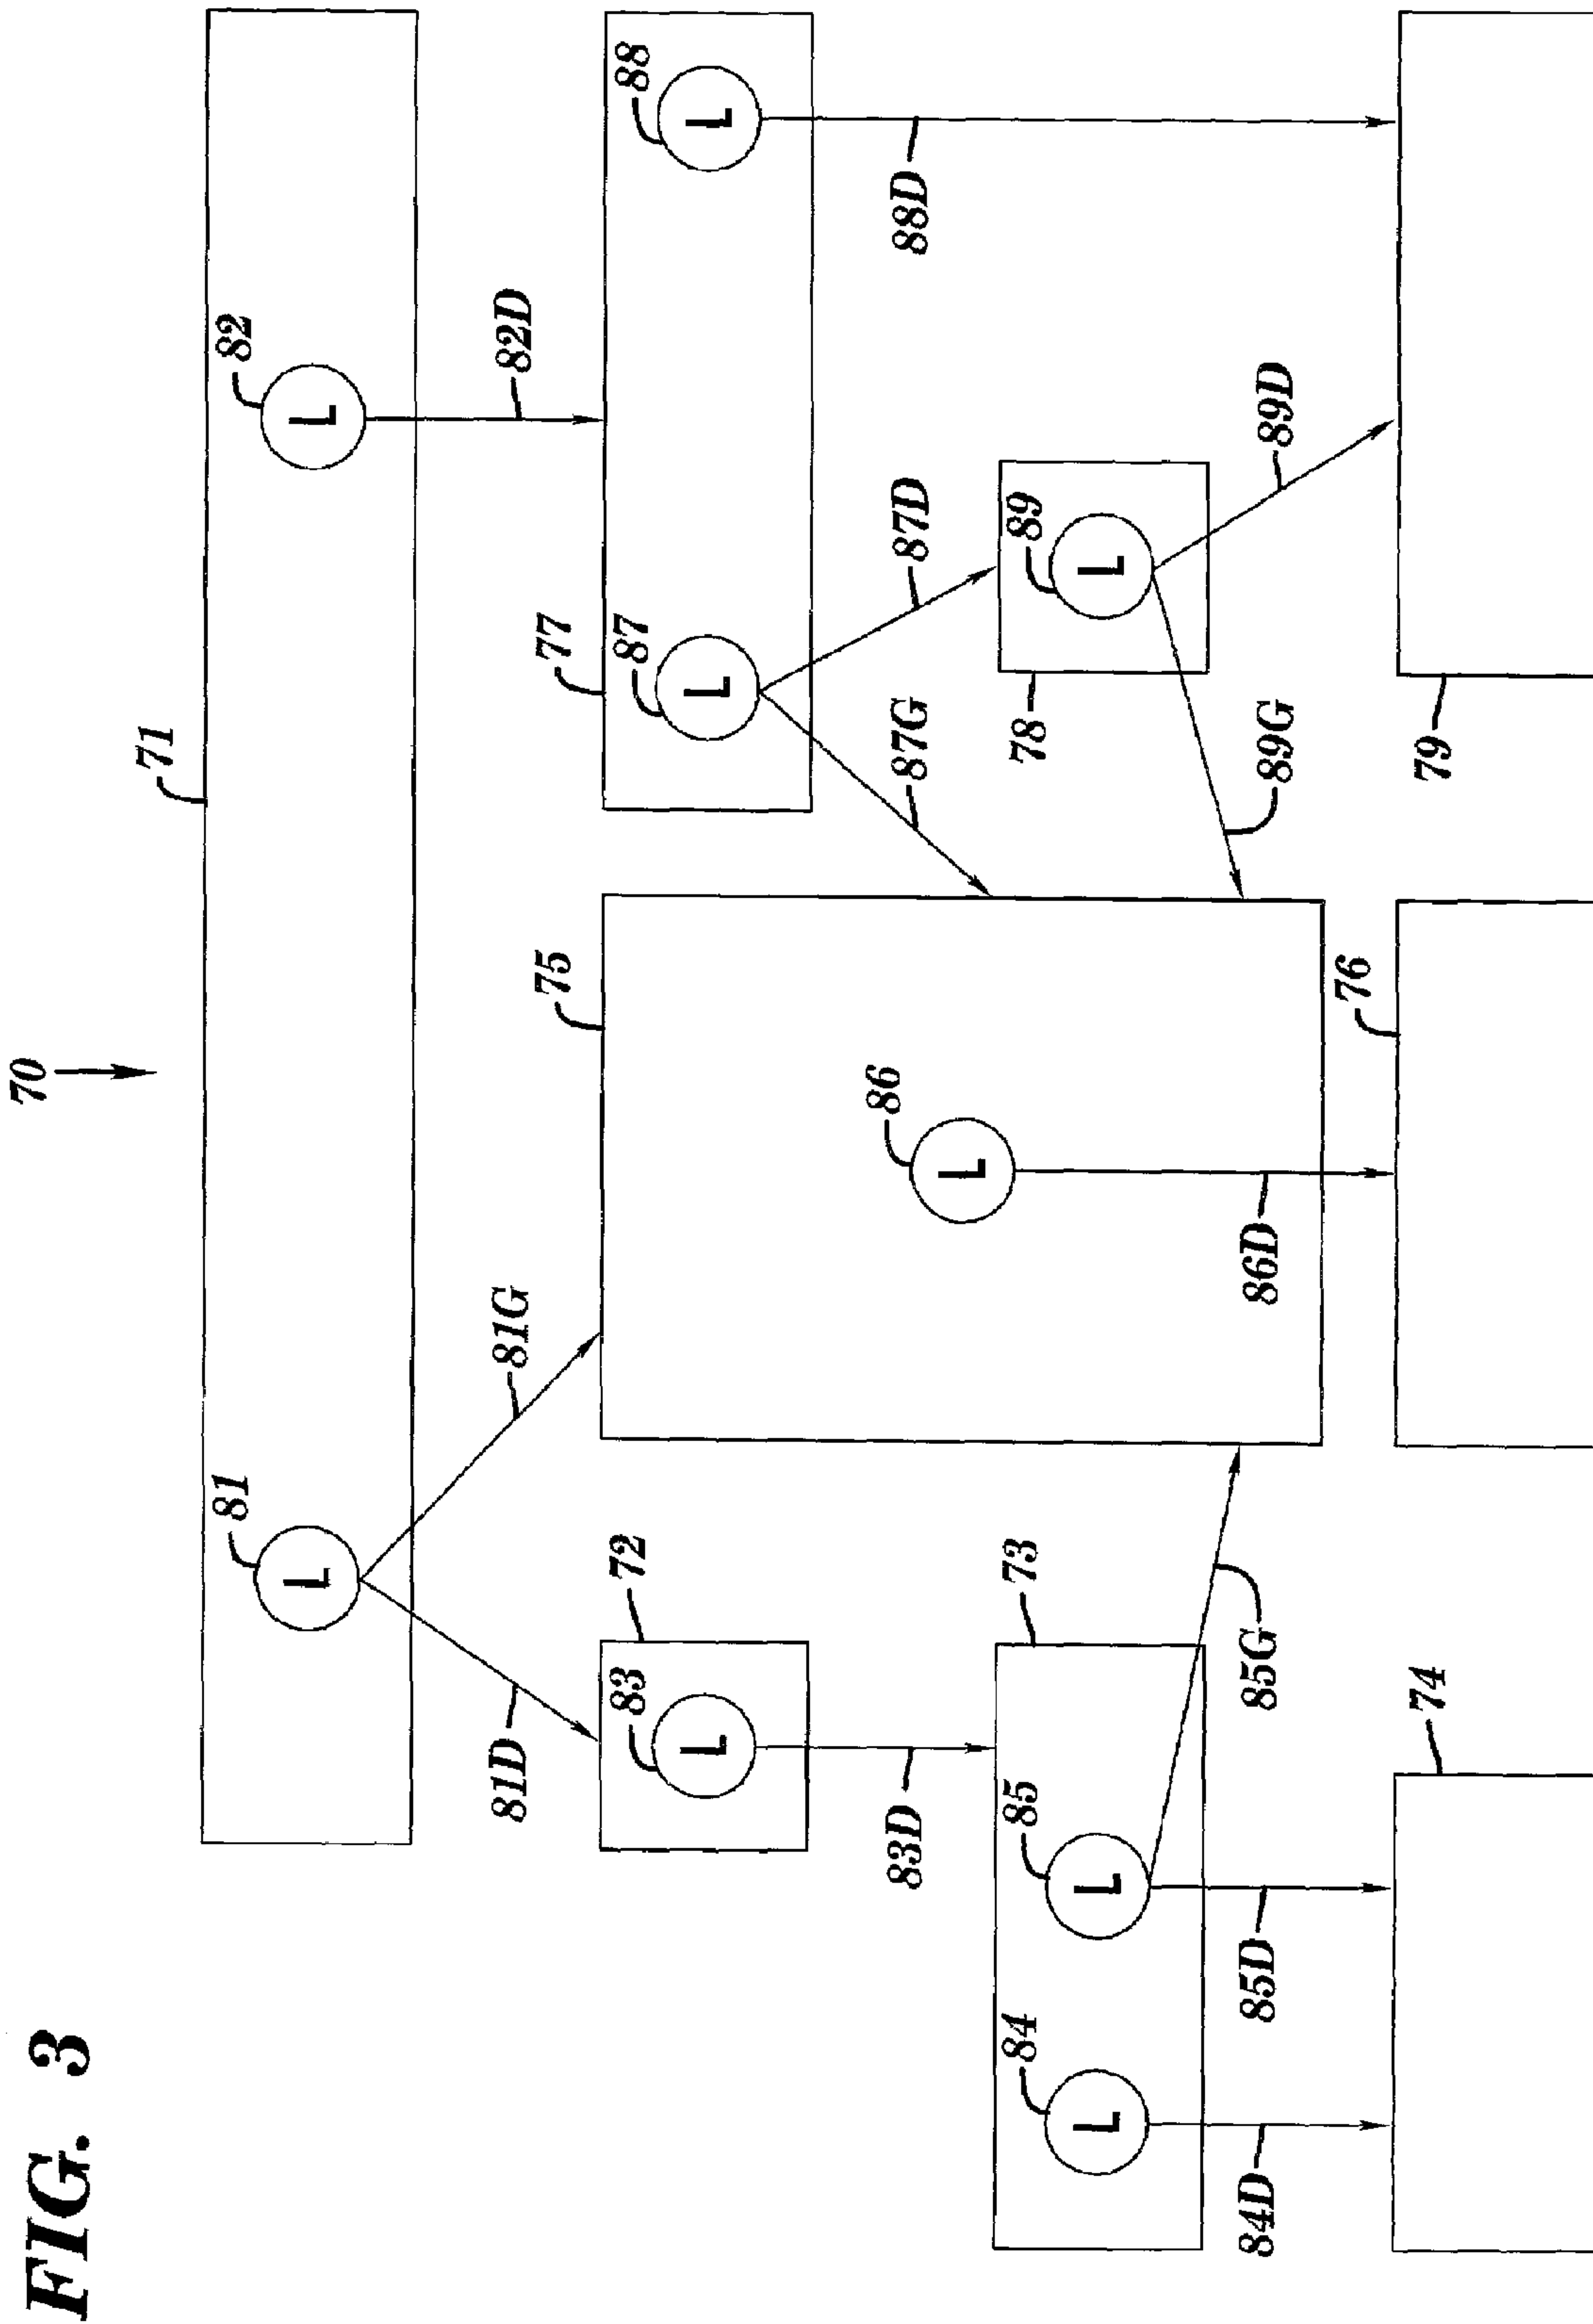 FIG. 3
70
71
81 82
L L
81D 81G 82D
75 77
83 72 87 88
L L L
86
83D 87G 87D 88D
L
84 85 73 78 89
L L L
84D 85D 85G 86D 89G 89D
76
74 79